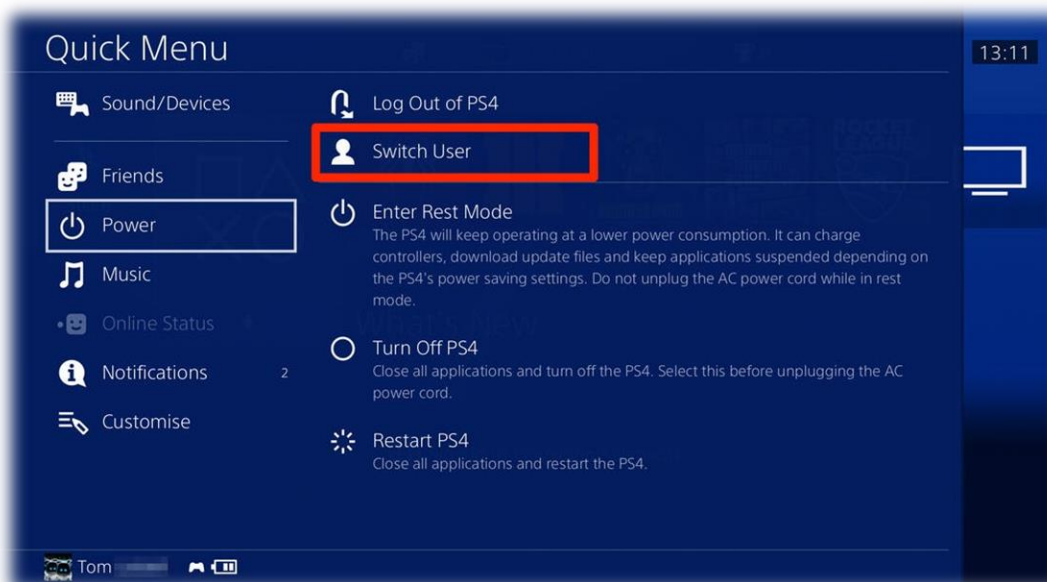 Quick Menu
13:11
Sound/Devices
Friends
Power
Music
Online Status
Notifications 2
Customise
Log Out of PS4
Switch User
Enter Rest Mode
The PS4 will keep operating at a lower power consumption. It can charge
controllers, download update files and keep applications suspended depending on
the PS4's power saving settings. Do not unplug the AC power cord while in rest
mode.
What's New
Turn Off PS4
Close all applications and turn off the PS4. Select this before unplugging the AC
power cord.
Restart PS4
Close all applications and restart the PS4.
ROCKET
LEAGUE
Tom